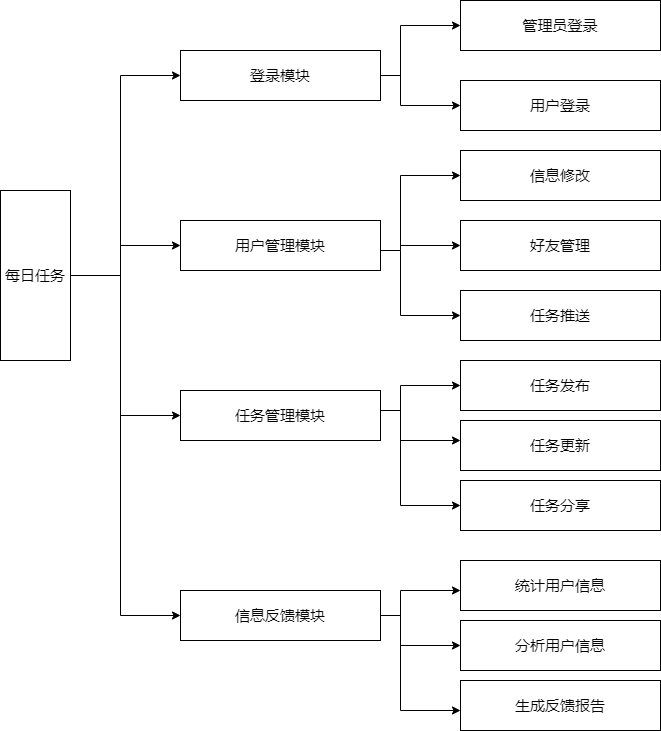 每日任务
登录模块
管理员登录
用户登录
用户管理模块
信息修改
好友管理
任务推送
任务管理模块
任务发布
任务更新
任务分享
信息反馈模块
统计用户信息
分析用户信息
生成反馈报告